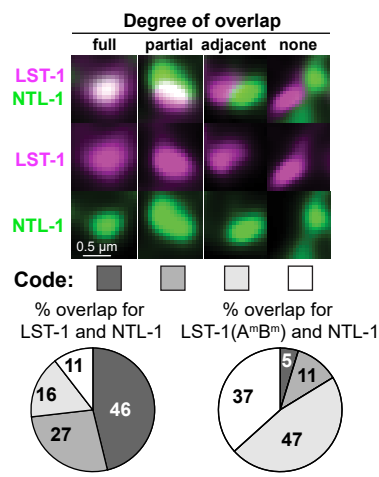 Degree of overlap
full partial adjacent none
LST-1
NTL-1
LST-1
NTL-1
0.5 µm
Code:
% overlap for
LST-1 and NTL-1
% overlap for
LST-1(AᵐBᵐ) and NTL-1
11
46
27
16
5
11
47
37